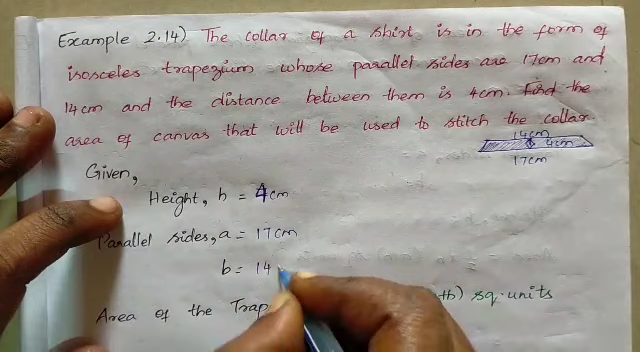 Example 2.14) The collar of a shirt is in the form of
isosceles trapezium whose parallel sides are 17cm and
14cm and the distance between them is 4cm. Find the
area of canvas that will be used to stitch the collar.
14cm
4cm
17cm
Given,
Height, h = 4cm
Parallel sides, a = 17cm
b = 14
Area of the Trap
+b) sq.units